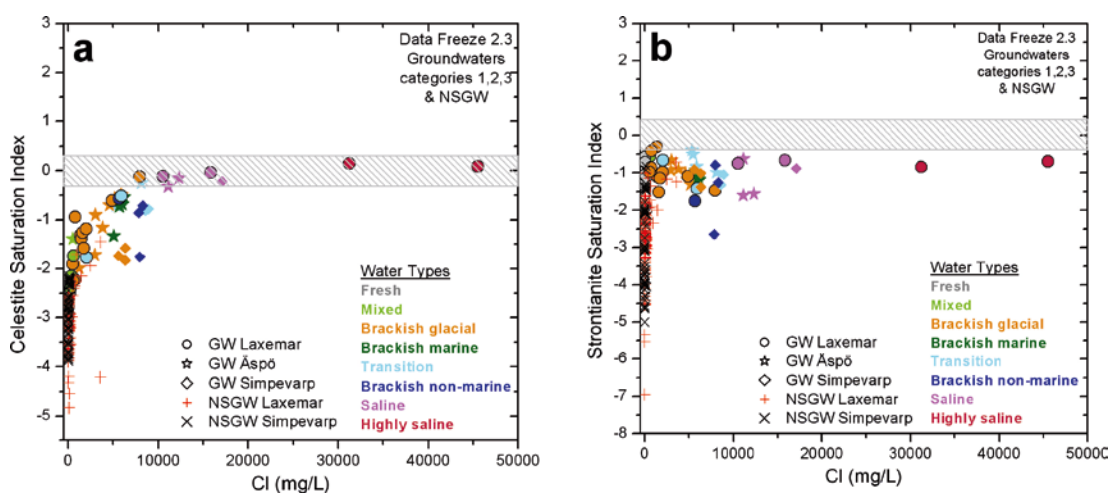 a
Data Freeze 2.3
Groundwaters
categories 1,2,3
& NSGW
Celestite Saturation Index
3
2
1
0
-1
-2
-3
-4
-5
Water Types
Fresh
Mixed
Brackish glacial
Brackish marine
Transition
Brackish non-marine
Saline
Highly saline
GW Laxemar
GW Äspö
GW Simpevarp
NSGW Laxemar
NSGW Simpevarp
0 10000 20000 30000 40000 50000
Cl (mg/L)
b
Data Freeze 2.3
Groundwaters
categories 1,2,3
& NSGW
Strontianite Saturation Index
3
2
1
0
-1
-2
-3
-4
-5
-6
-7
-8
Water Types
Fresh
Mixed
Brackish glacial
Brackish marine
Transition
Brackish non-marine
Saline
Highly saline
GW Laxemar
GW Äspö
GW Simpevarp
NSGW Laxemar
NSGW Simpevarp
0 10000 20000 30000 40000 50000
Cl (mg/L)